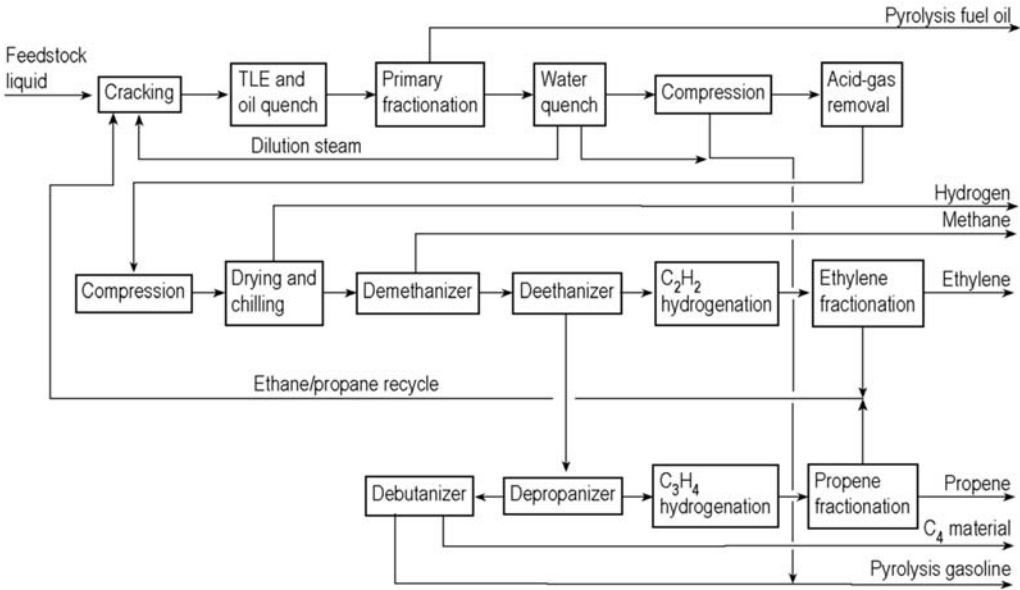 Pyrolysis fuel oil
Feedstock
liquid
Cracking
TLE and
oil quench
Primary
fractionation
Water
quench
Compression
Acid-gas
removal
Dilution steam
Hydrogen
Methane
Compression
Drying and
chilling
Demethanizer
Deethanizer
C₂H₂
hydrogenation
Ethylene
fractionation
Ethylene
Ethane/propane recycle
Debutanizer
Depropanizer
C₃H₄
hydrogenation
Propene
fractionation
Propene
C₄ material
Pyrolysis gasoline